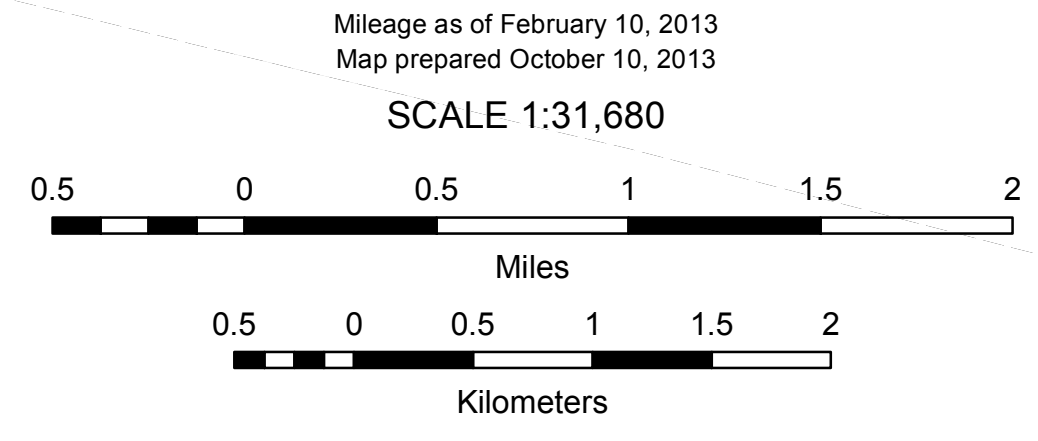 Mileage as of February 10, 2013
Map prepared October 10, 2013
SCALE 1:31,680
0.5 0 0.5 1 1.5 2
Miles
0.5 0 0.5 1 1.5 2
Kilometers